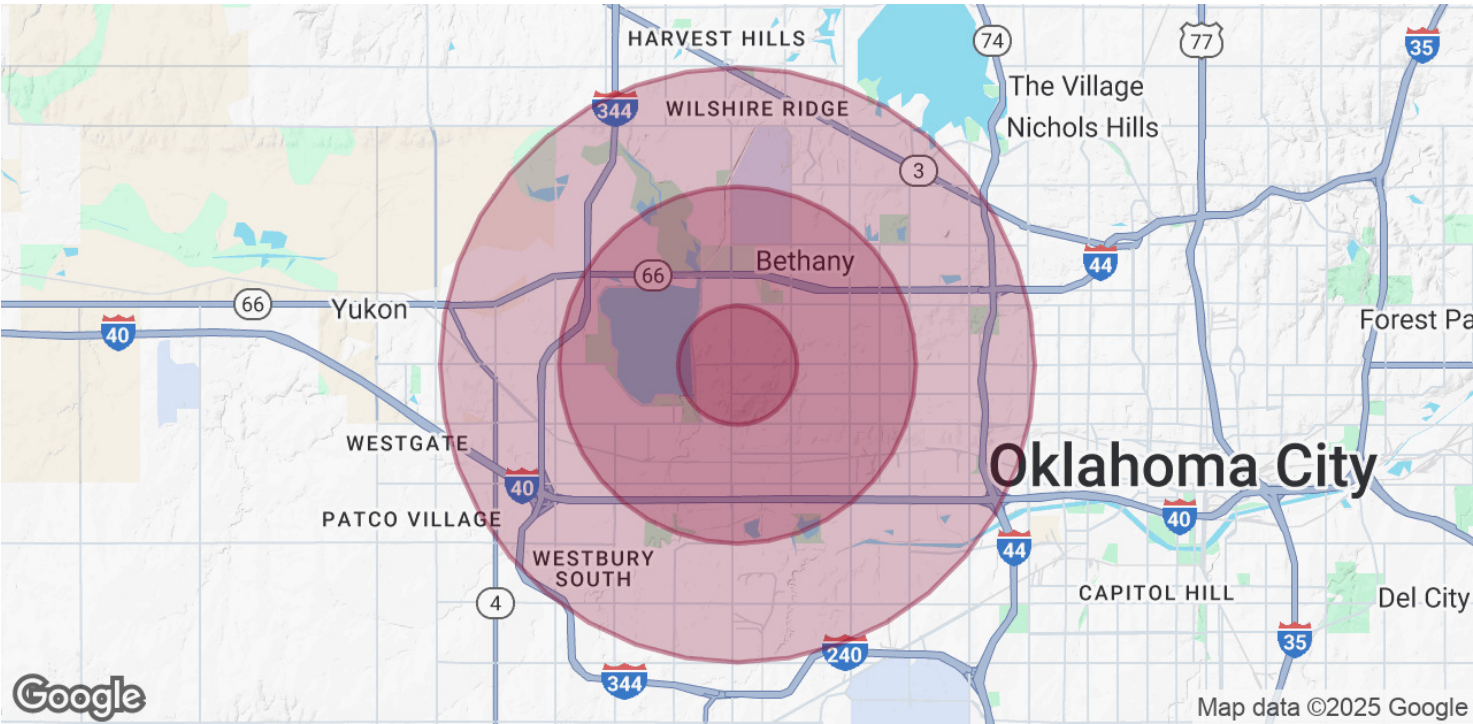 HARVEST HILLS
74
77
35
The Village
344
WILSHIRE RIDGE
Nichols Hills
3
Bethany
44
66
66
Yukon
40
Forest Pa
WESTGATE
Oklahoma City
40
PATCO VILLAGE
40
WESTBURY
SOUTH
44
4
CAPITOL HILL
Del City
35
240
344
Google
Map data ©2025 Google